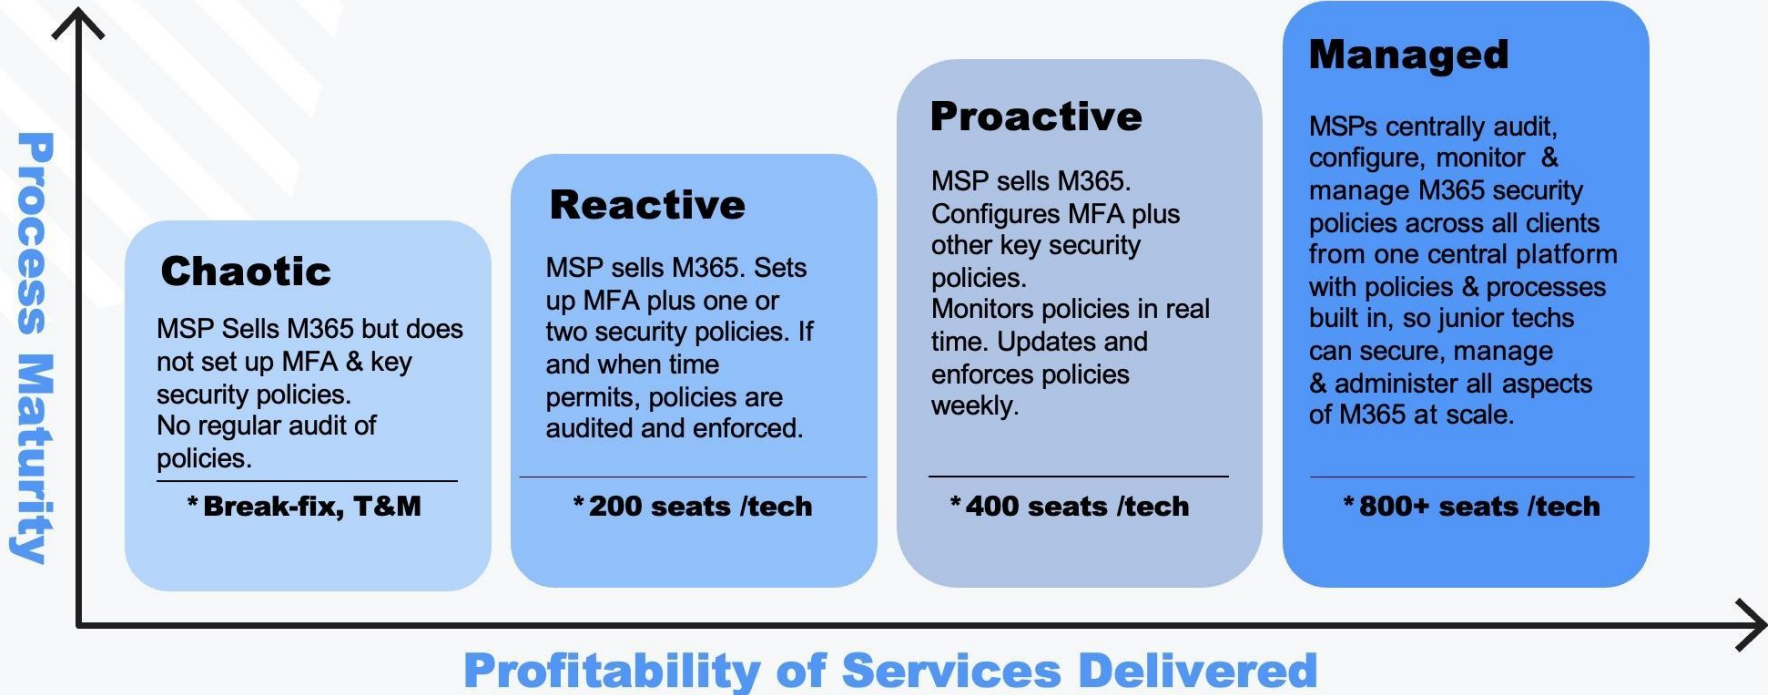 Process Maturity
Chaotic
MSP Sells M365 but does
not set up MFA & key
security policies.
No regular audit of
policies.
* Break-fix, T&M
Reactive
MSP sells M365. Sets
up MFA plus one or
two security policies. If
and when time
permits, policies are
audited and enforced.
* 200 seats /tech
Proactive
MSP sells M365.
Configures MFA plus
other key security
policies.
Monitors policies in real
time. Updates and
enforces policies
weekly.
* 400 seats /tech
Managed
MSPs centrally audit,
configure, monitor &
manage M365 security
policies across all clients
from one central platform
with policies & processes
built in, so junior techs
can secure, manage
& administer all aspects
of M365 at scale.
* 800+ seats /tech
Profitability of Services Delivered